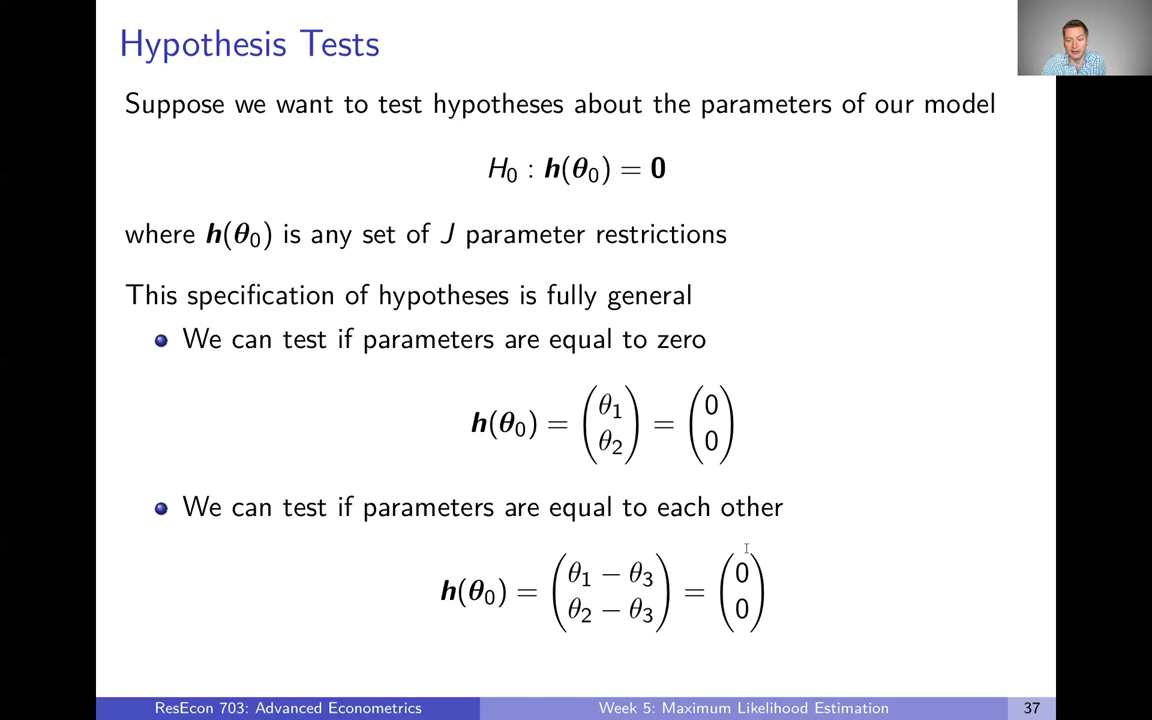 Hypothesis Tests
Suppose we want to test hypotheses about the parameters of our model
H₀ : h(θ₀) = 0
where h(θ₀) is any set of J parameter restrictions
This specification of hypotheses is fully general
We can test if parameters are equal to zero
h(θ₀) = (θ₁ θ₂) = (0 0)
We can test if parameters are equal to each other
h(θ₀) = (θ₁ − θ₃ θ₂ − θ₃) = (0 0)
ResEcon 703: Advanced Econometrics Week 5: Maximum Likelihood Estimation 37